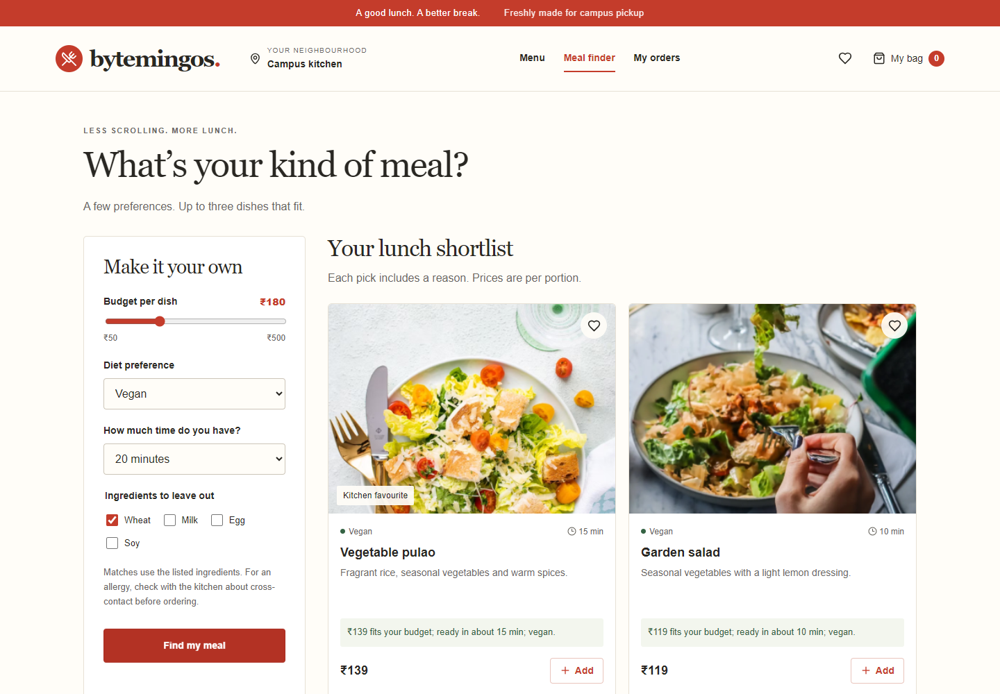 A good lunch. A better break. Freshly made for campus pickup
bytemingos.
YOUR NEIGHBOURHOOD
Campus kitchen
Menu Meal finder My orders
My bag 0
LESS SCROLLING. MORE LUNCH.
What’s your kind of meal?
A few preferences. Up to three dishes that fit.
Make it your own
Budget per dish ₹180
₹50 ₹500
Diet preference
Vegan
How much time do you have?
20 minutes
Ingredients to leave out
Wheat Milk Egg
Soy
Matches use the listed ingredients. For an
allergy, check with the kitchen about cross-
contact before ordering.
Find my meal
Your lunch shortlist
Each pick includes a reason. Prices are per portion.
Kitchen favourite
Vegan 15 min
Vegetable pulao
Fragrant rice, seasonal vegetables and warm spices.
₹139 fits your budget; ready in about 15 min; vegan.
₹139 + Add
Vegan 10 min
Garden salad
Seasonal vegetables with a light lemon dressing.
₹119 fits your budget; ready in about 10 min; vegan.
₹119 + Add